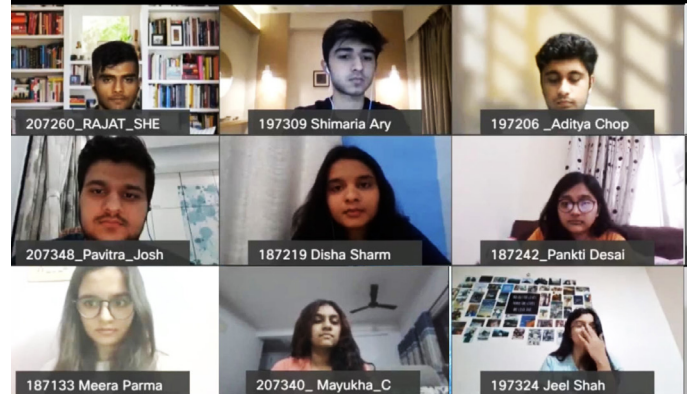 207260_RAJAT_SHE
197309 Shimaria Ary
197206 _Aditya Chop
207348_Pavitra_Josh
187219 Disha Sharm
187242_Pankti Desai
187133 Meera Parma
207340_ Mayukha_C
197324 Jeel Shah